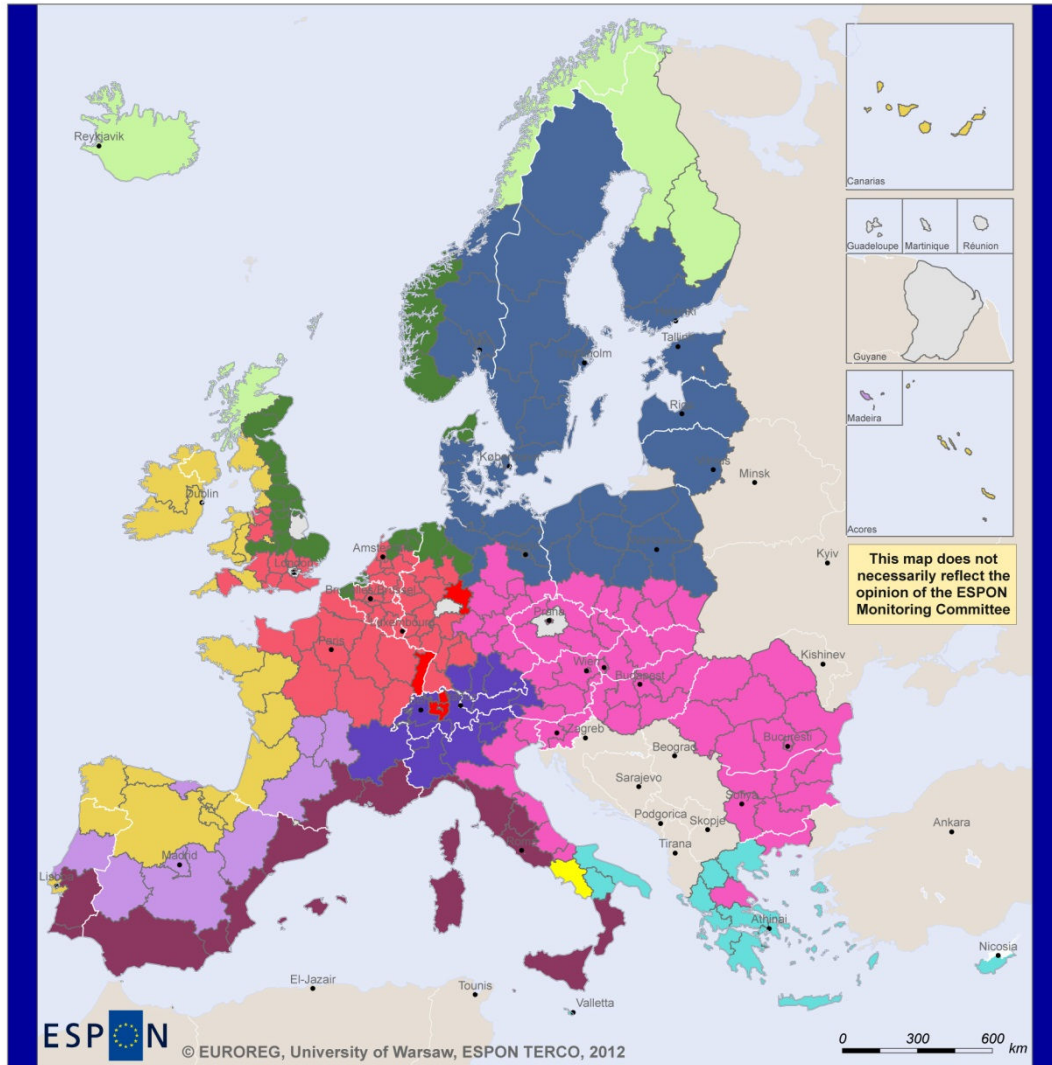 Reykjavik
Canarias
Guadeloupe
Martinique
Réunion
Guyane
Madeira
Acores
This map does not
necessarily reflect the
opinion of the ESPON
Monitoring Committee
Tallinn
Riga
Minsk
Dublin
London
Amst
Kyiv
Praha
Paris
Wien
Budapest
Kishinev
Zagreb
Bucuresti
Beograd
Sarajevo
Sofiya
Podgorica
Skopje
Tirana
Ankara
Madrid
Athinai
Nicosia
El-Jazair
Tounis
Valletta
ESPON
© EUROREG, University of Warsaw, ESPON TERCO, 2012
0 300 600
km